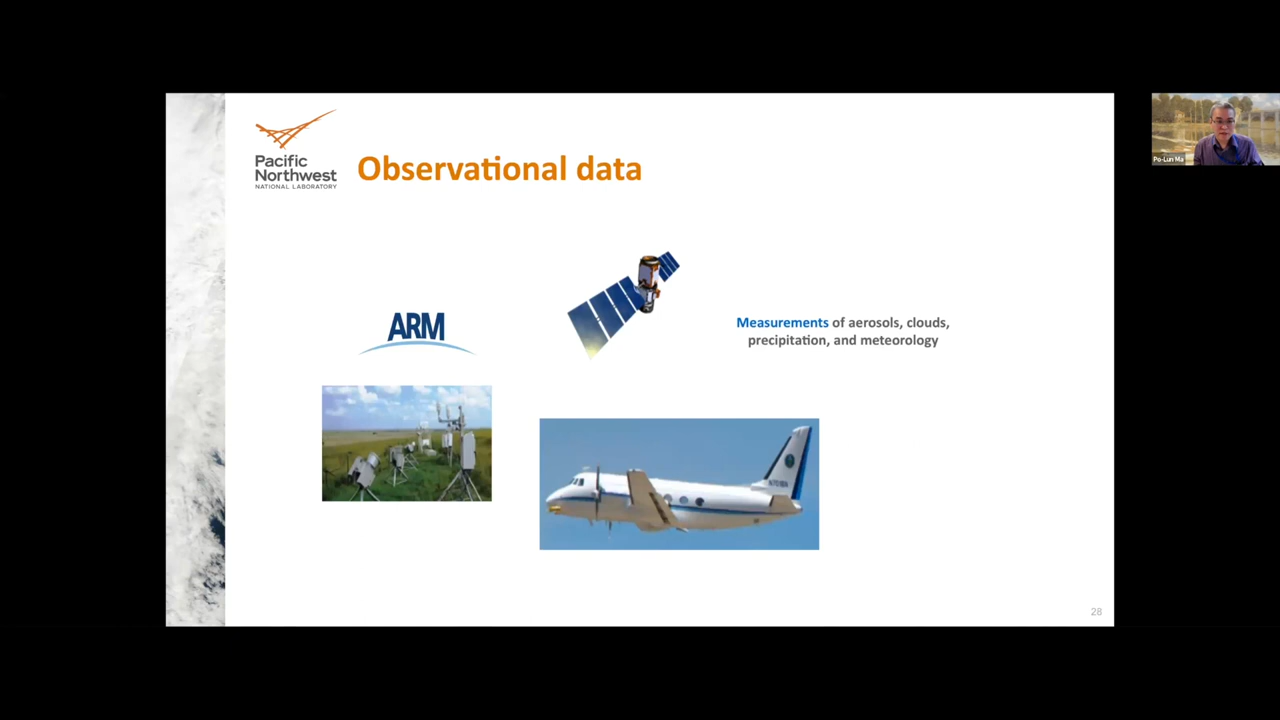 Pacific
Northwest
NATIONAL LABORATORY
Observational data
Po-Lun Ma
ARM
Measurements of aerosols, clouds,
precipitation, and meteorology
28